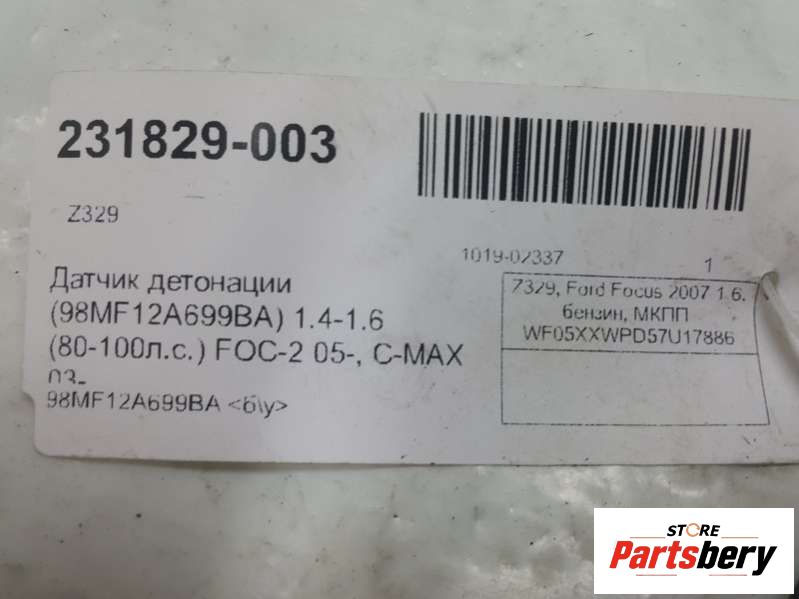 231829-003
Z329
Датчик детонации
(98MF12A699BA) 1.4-1.6
(80-100л.с.) FOC-2 05-, C-MAX
03-
98MF12A699BA <б\у>
1019-02337 1
Z329, Ford Focus 2007 1.6,
бензин, МКПП
WF05XXWPD57U17886
STORE
Partsbery